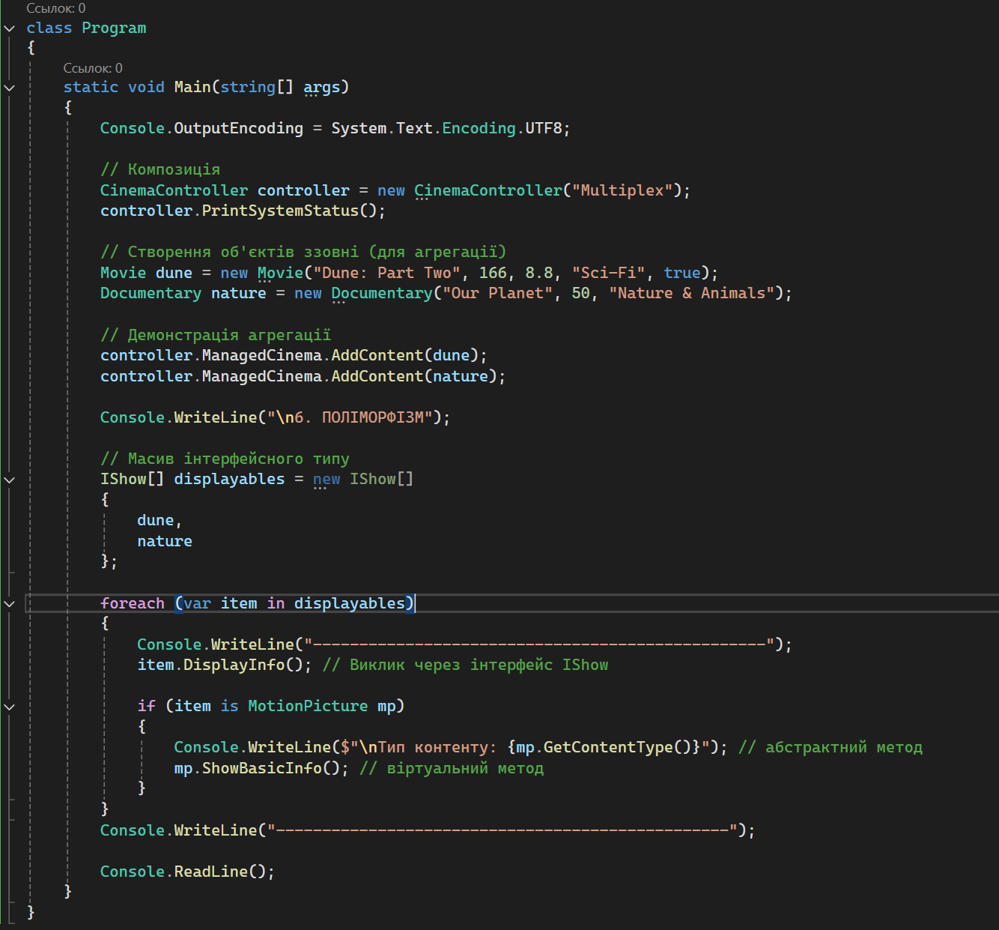 Ссылок: 0
class Program
{
Ссылок: 0
static void Main(string[] args)
{
Console.OutputEncoding = System.Text.Encoding.UTF8;
// Композиція
CinemaController controller = new CinemaController("Multiplex");
controller.PrintSystemStatus();
// Створення об'єктів ззовні (для агрегації)
Movie dune = new Movie("Dune: Part Two", 166, 8.8, "Sci-Fi", true);
Documentary nature = new Documentary("Our Planet", 50, "Nature & Animals");
// Демонстрація агрегації
controller.ManagedCinema.AddContent(dune);
controller.ManagedCinema.AddContent(nature);
Console.WriteLine("\n6. ПОЛІМОРФІЗМ");
// Масив інтерфейсного типу
IShow[] displayables = new IShow[]
{
dune,
nature
};
foreach (var item in displayables)
{
Console.WriteLine("-------------------------------------------------");
item.DisplayInfo(); // Виклик через інтерфейс IShow
if (item is MotionPicture mp)
{
Console.WriteLine($"\nТип контенту: {mp.GetContentType()}"); // абстрактний метод
mp.ShowBasicInfo(); // віртуальний метод
}
}
Console.WriteLine("-------------------------------------------------");
Console.ReadLine();
}
}